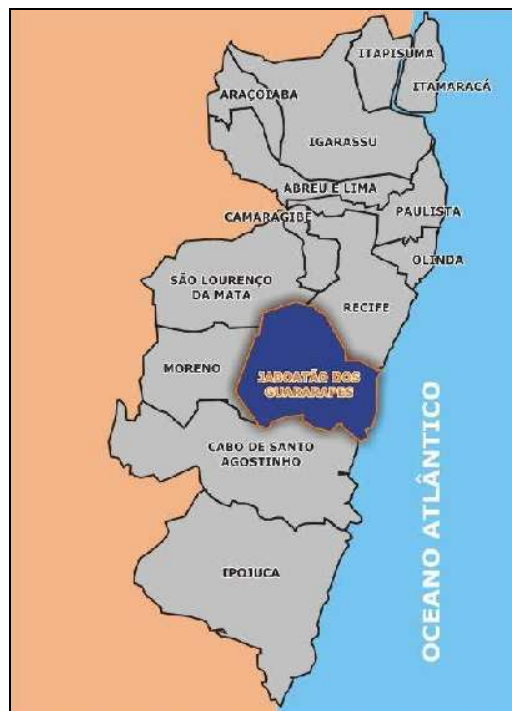 ITAPISUMA
ITAMARACÁ
ARAÇOIABA
IGARASSU
ABREU E LIMA
PAULISTA
CAMARAGIBE
OLINDA
SÃO LOURENÇO
DA MATA
RECIFE
MORENO
JABOATÃO DOS
GUARARAPES
CABO DE SANTO
AGOSTINHO
IPOJUCA
OCEANO ATLÂNTICO